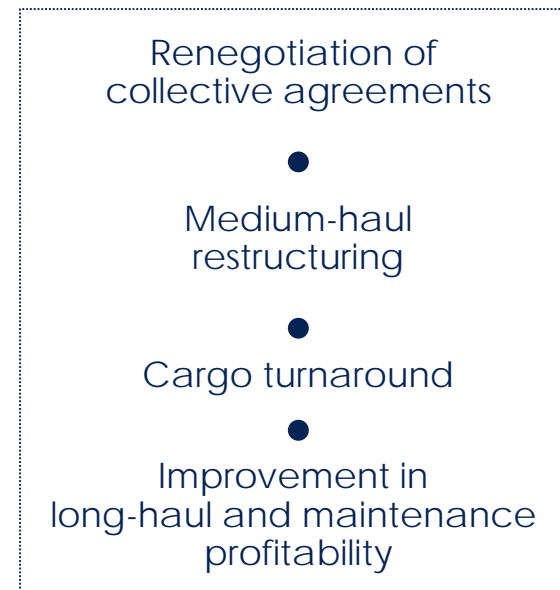 Renegotiation of
collective agreements
●
Medium-haul
restructuring
●
Cargo turnaround
●
Improvement in
long-haul and maintenance
profitability